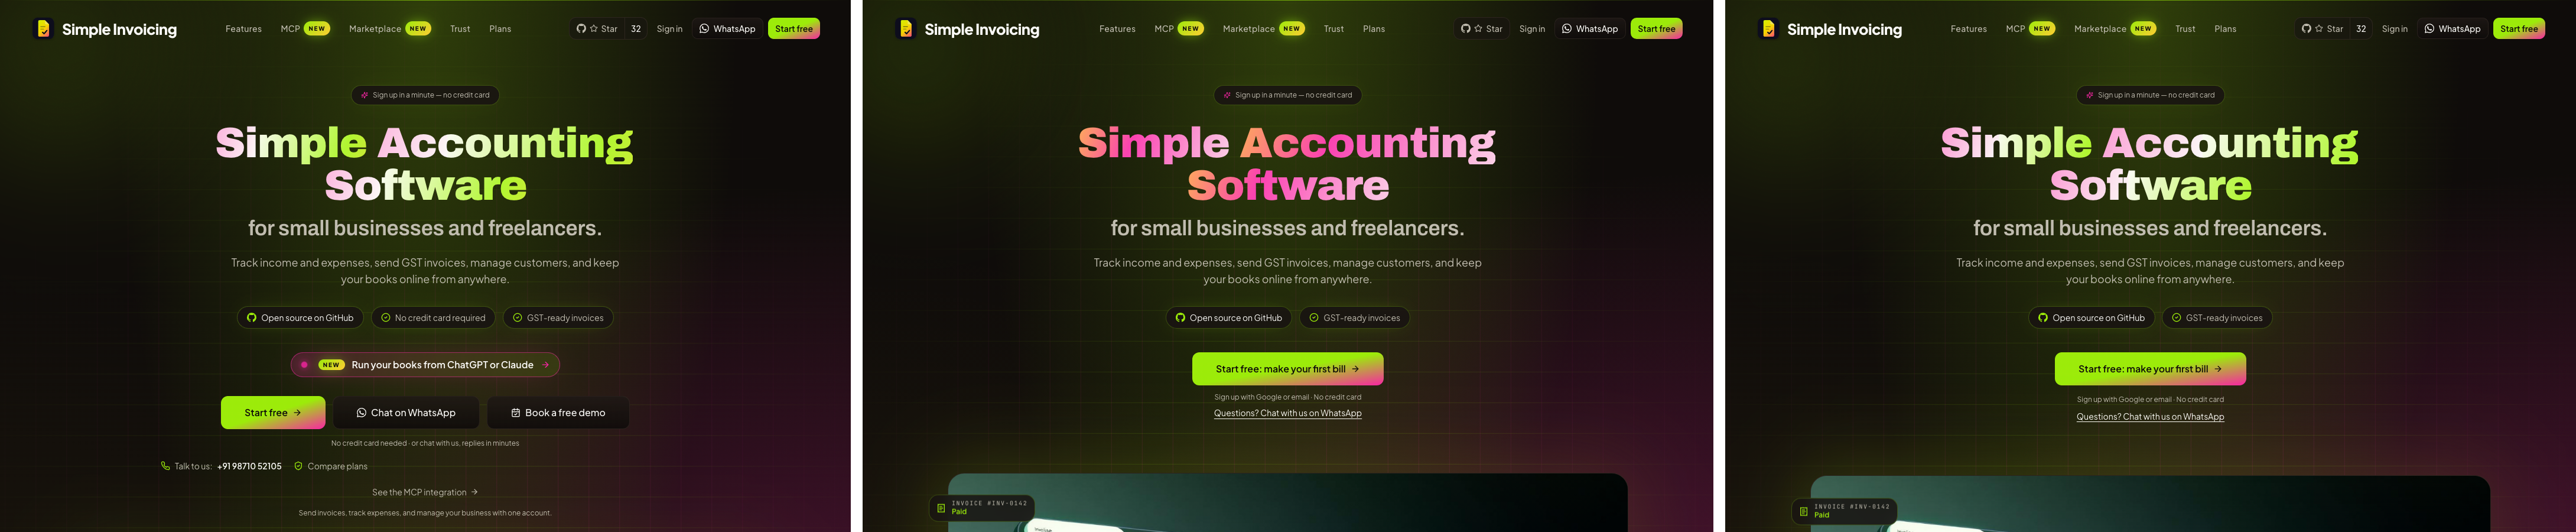 Simple Invoicing
Features MCP NEW Marketplace NEW Trust Plans
Star 32 Sign in WhatsApp Start free
Sign up in a minute — no credit card
Simple Accounting
Software
for small businesses and freelancers.
Track income and expenses, send GST invoices, manage customers, and keep
your books online from anywhere.
Open source on GitHub No credit card required GST-ready invoices
NEW Run your books from ChatGPT or Claude
Start free Chat on WhatsApp Book a free demo
No credit card needed · or chat with us, replies in minutes
Talk to us: +91 98710 52105 Compare plans
See the MCP integration
Send invoices, track expenses, and manage your business with one account.
Simple Invoicing
Features MCP NEW Marketplace NEW Trust Plans
Star Sign in WhatsApp Start free
Sign up in a minute — no credit card
Simple Accounting
Software
for small businesses and freelancers.
Track income and expenses, send GST invoices, manage customers, and keep
your books online from anywhere.
Open source on GitHub GST-ready invoices
Start free: make your first bill
Sign up with Google or email · No credit card
Questions? Chat with us on WhatsApp
INVOICE #INV-0142
Paid
Simple Invoicing
Features MCP NEW Marketplace NEW Trust Plans
Star 32 Sign in WhatsApp Start free
Sign up in a minute — no credit card
Simple Accounting
Software
for small businesses and freelancers.
Track income and expenses, send GST invoices, manage customers, and keep
your books online from anywhere.
Open source on GitHub GST-ready invoices
Start free: make your first bill
Sign up with Google or email · No credit card
Questions? Chat with us on WhatsApp
INVOICE #INV-0142
Paid